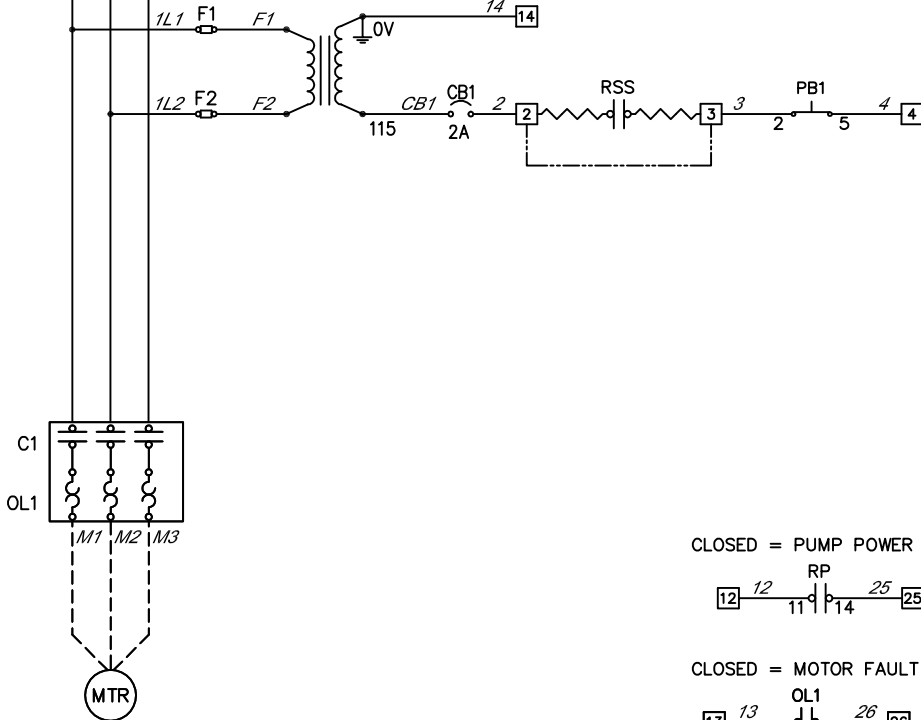 1L1 F1 F1 0V 14 14
1L2 F2 F2 115 CB1 CB1 2A 2 2 RSS 3 3 PB1 2 5 4 4
C1
OL1
M1 M2 M3
MTR
CLOSED = PUMP POWER
RP
12 12 11 14 25 25
CLOSED = MOTOR FAULT
OL1
13 26